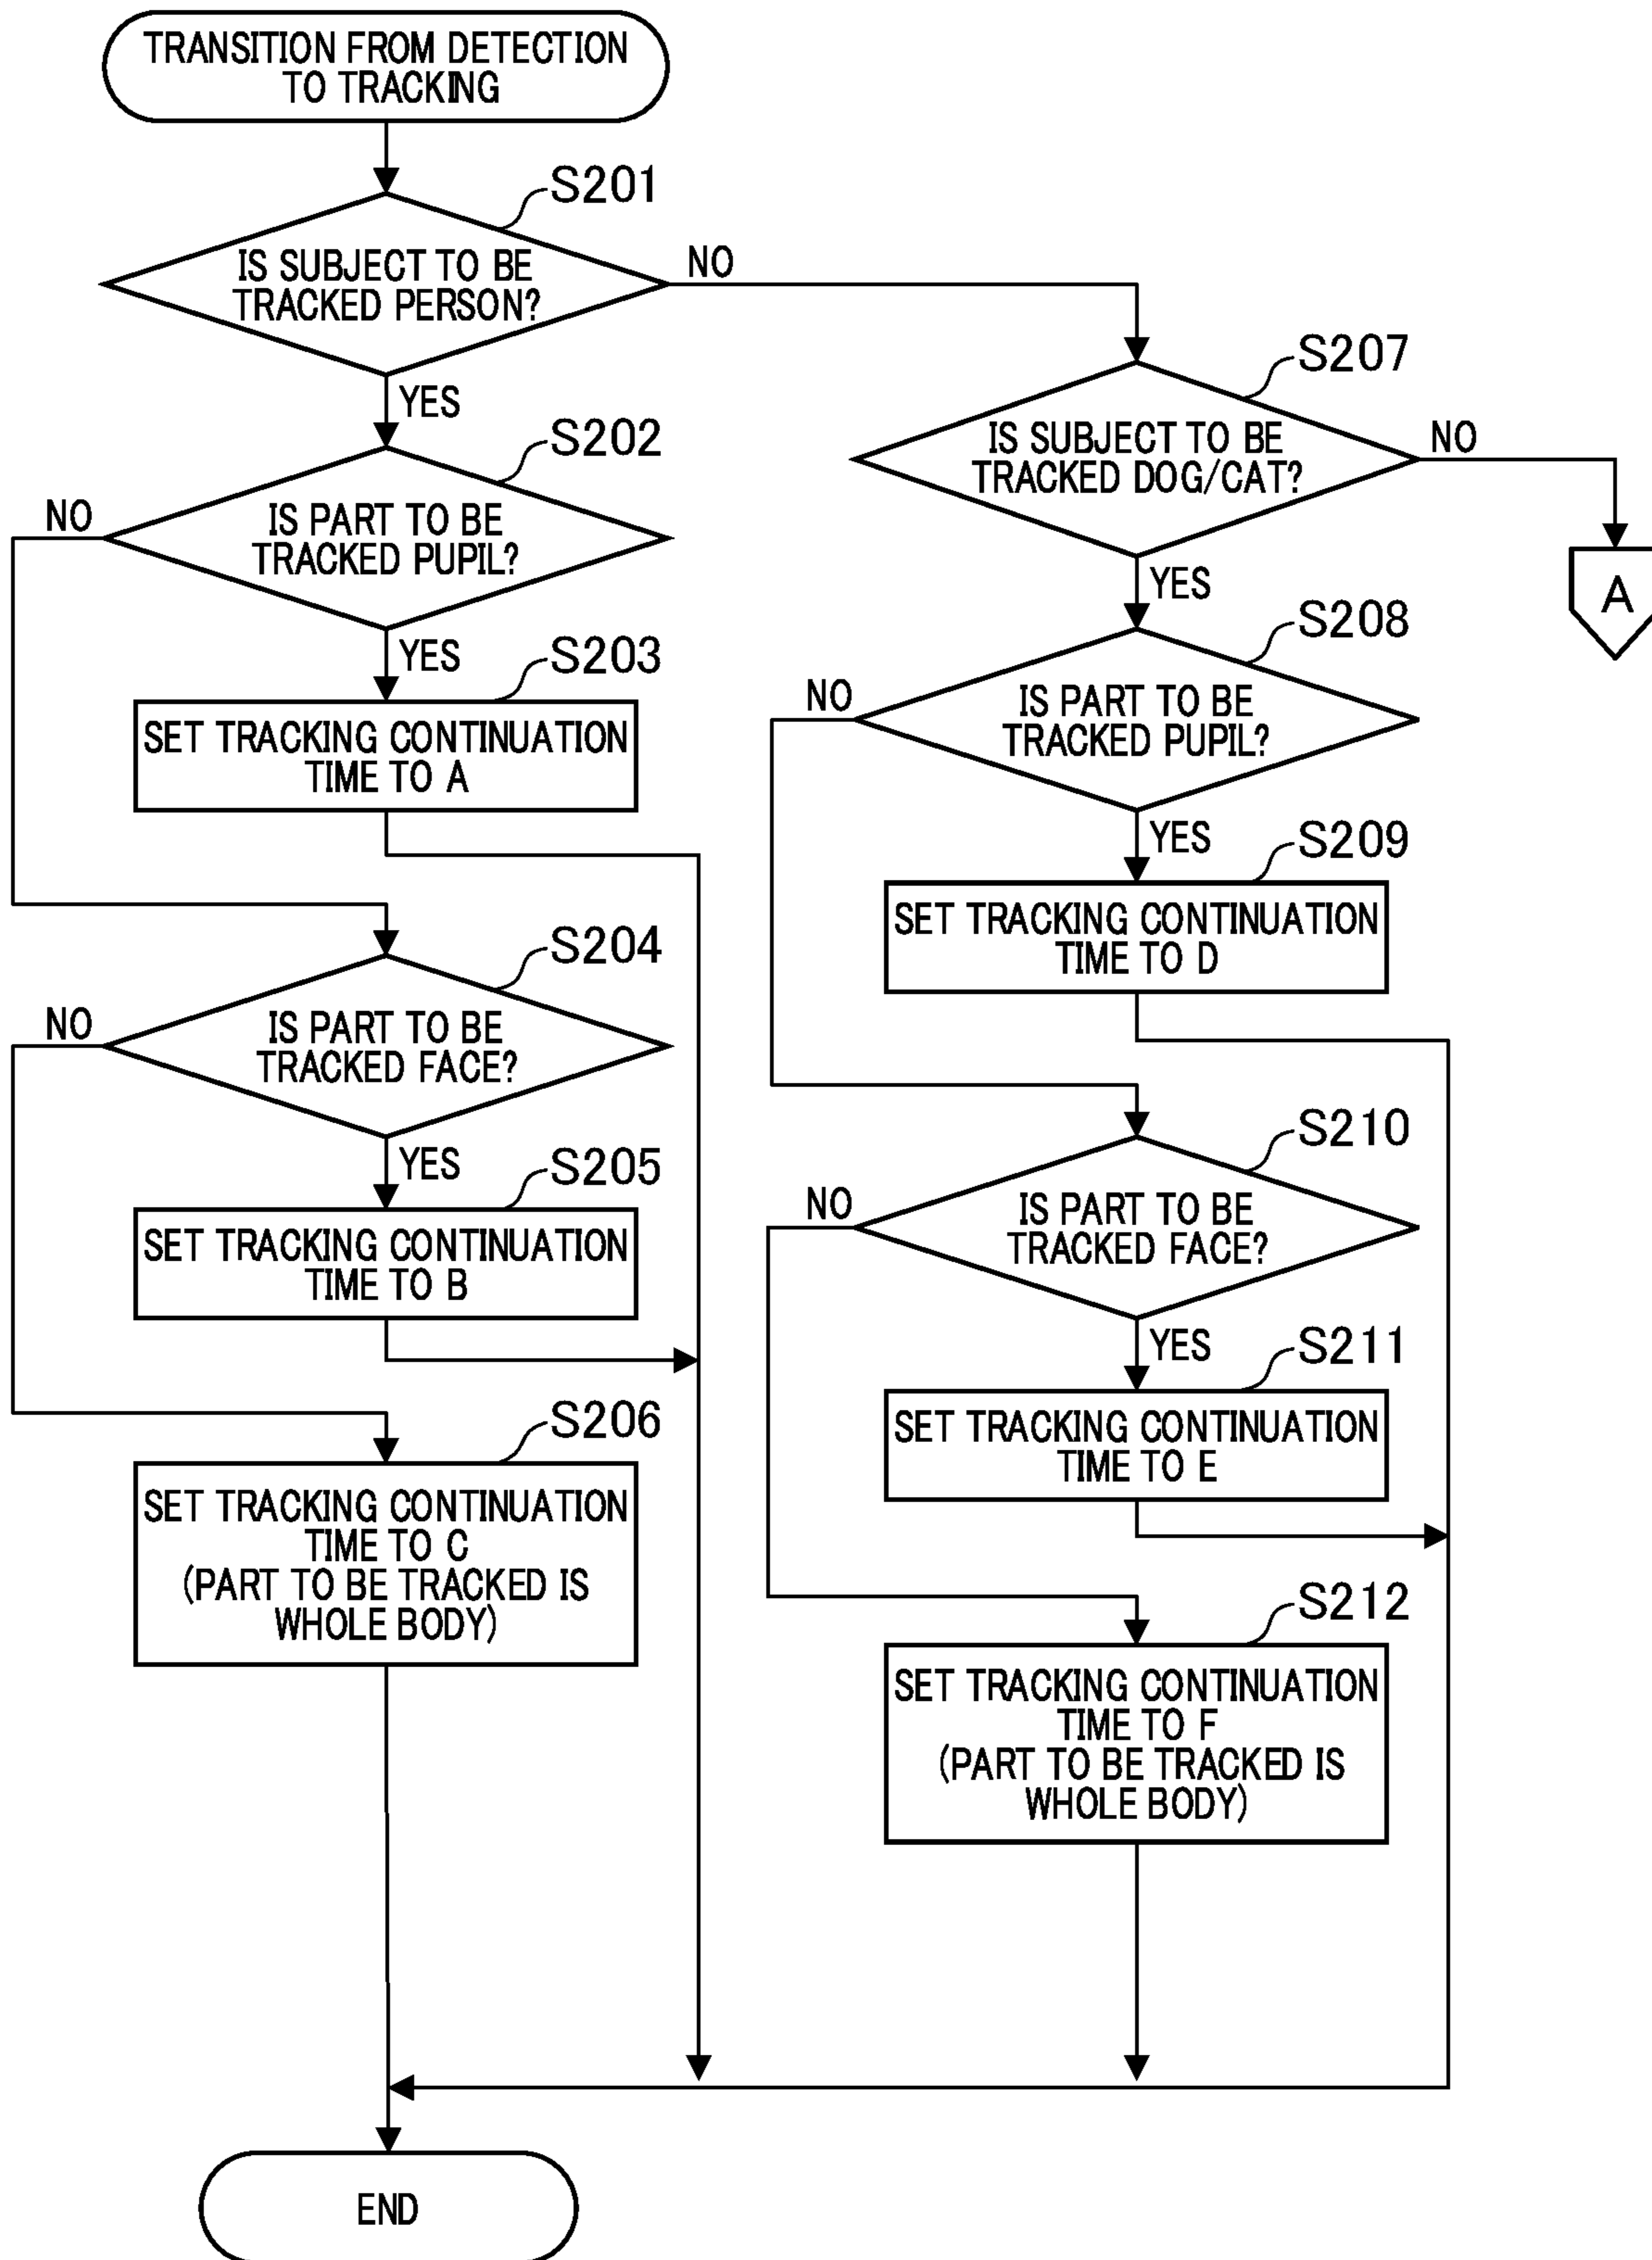 TRANSITION FROM DETECTION
TO TRACKING
S201
IS SUBJECT TO BE
TRACKED PERSON?
NO
YES
S202
IS PART TO BE
TRACKED PUPIL?
NO
YES
S203
SET TRACKING CONTINUATION
TIME TO A
S204
IS PART TO BE
TRACKED FACE?
NO
YES
S205
SET TRACKING CONTINUATION
TIME TO B
S206
SET TRACKING CONTINUATION
TIME TO C
(PART TO BE TRACKED IS
WHOLE BODY)
S207
IS SUBJECT TO BE
TRACKED DOG/CAT?
NO
A
YES
S208
IS PART TO BE
TRACKED PUPIL?
NO
YES
S209
SET TRACKING CONTINUATION
TIME TO D
S210
IS PART TO BE
TRACKED FACE?
NO
YES
S211
SET TRACKING CONTINUATION
TIME TO E
S212
SET TRACKING CONTINUATION
TIME TO F
(PART TO BE TRACKED IS
WHOLE BODY)
END